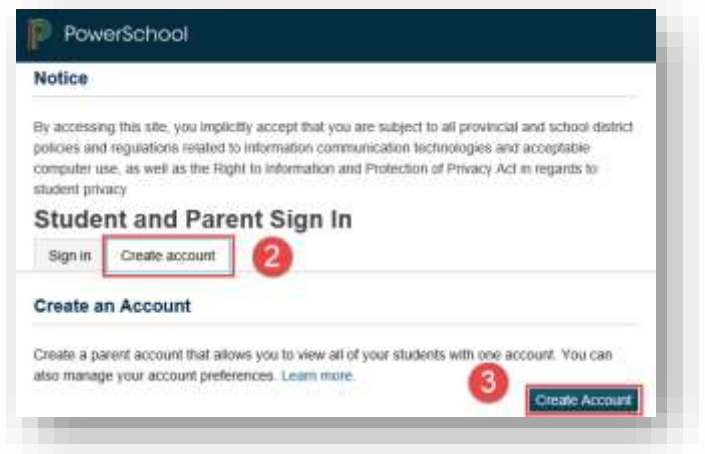 PowerSchool
Notice
By accessing this site, you implicitly accept that you are subject to all provincial and school district
policies and regulations related to information communication technologies and acceptable
computer use, as well as the Right to Information and Protection of Privacy Act in regards to
student privacy
Student and Parent Sign In
Sign in Create account 2
Create an Account
Create a parent account that allows you to view all of your students with one account. You can
also manage your account preferences. Learn more.
3
Create Account